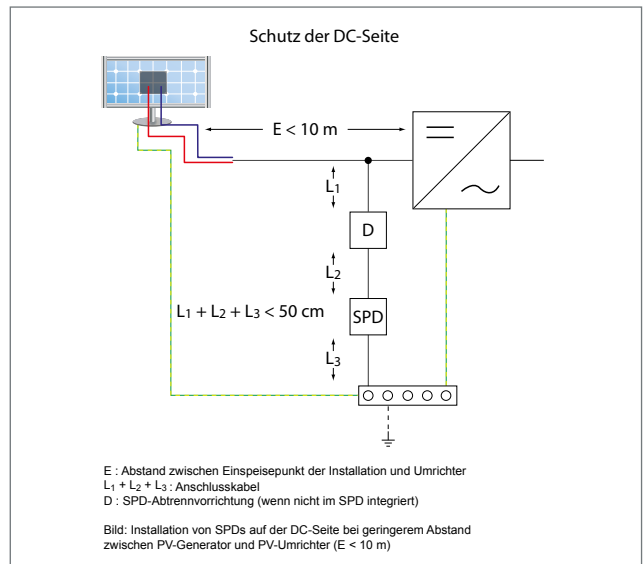 Schutz der DC-Seite
E < 10 m
L1
D
L2
L1 + L2 + L3 < 50 cm
SPD
L3
E : Abstand zwischen Einspeisepunkt der Installation und Umrichter
L1 + L2 + L3 : Anschlusskabel
D : SPD-Abtrennvorrichtung (wenn nicht im SPD integriert)
Bild: Installation von SPDs auf der DC-Seite bei geringerem Abstand
zwischen PV-Generator und PV-Umrichter (E < 10 m)